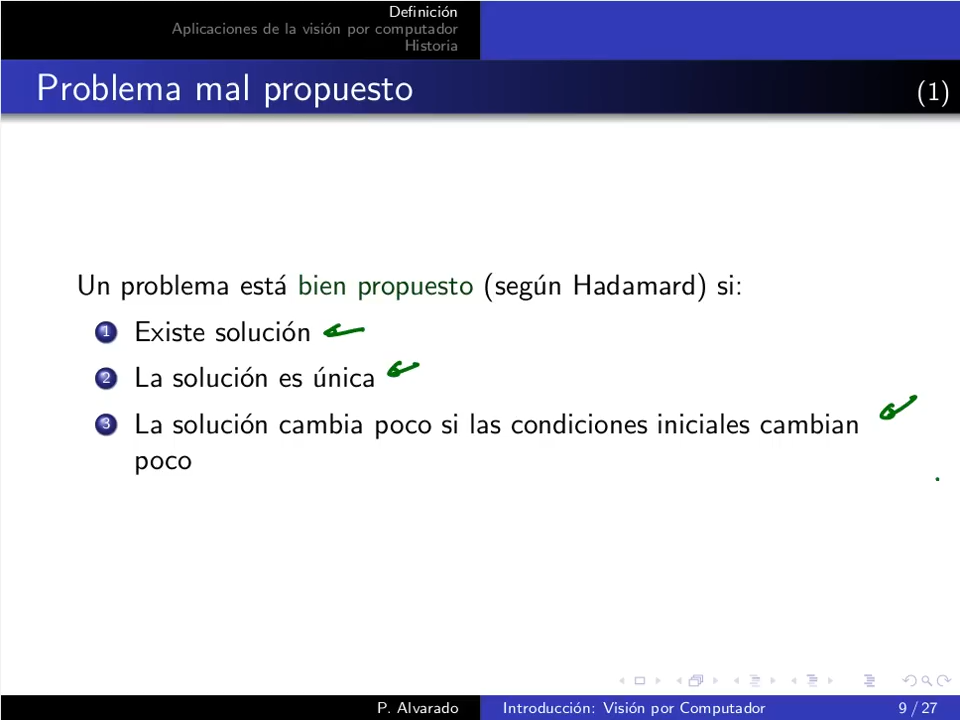 Definición
Aplicaciones de la visión por computador
Historia
Problema mal propuesto (1)
Un problema está bien propuesto (según Hadamard) si:
1 Existe solución
2 La solución es única
3 La solución cambia poco si las condiciones iniciales cambian
poco
P. Alvarado Introducción: Visión por Computador 9 / 27